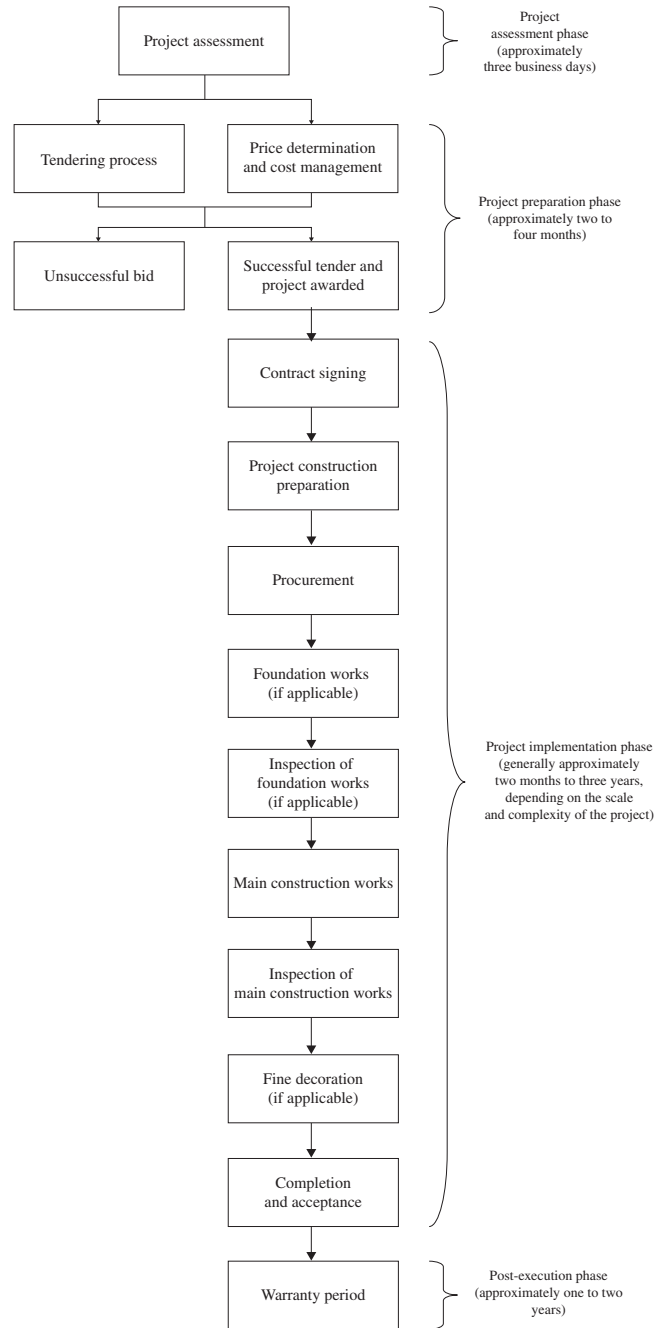 Project assessment
Project
assessment phase
(approximately
three business days)
Tendering process
Price determination
and cost management
Unsuccessful bid
Successful tender and
project awarded
Project preparation phase
(approximately two to
four months)
Contract signing
Project construction
preparation
Procurement
Foundation works
(if applicable)
Inspection of
foundation works
(if applicable)
Main construction works
Inspection of
main construction works
Fine decoration
(if applicable)
Completion
and acceptance
Project implementation phase
(generally approximately
two months to three years,
depending on the scale
and complexity of the project)
Warranty period
Post-execution phase
(approximately one to two
years)